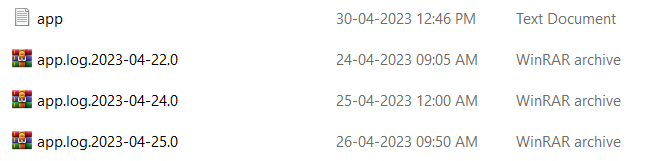 app 30-04-2023 12:46 PM Text Document
app.log.2023-04-22.0 24-04-2023 09:05 AM WinRAR archive
app.log.2023-04-24.0 25-04-2023 12:00 AM WinRAR archive
app.log.2023-04-25.0 26-04-2023 09:50 AM WinRAR archive